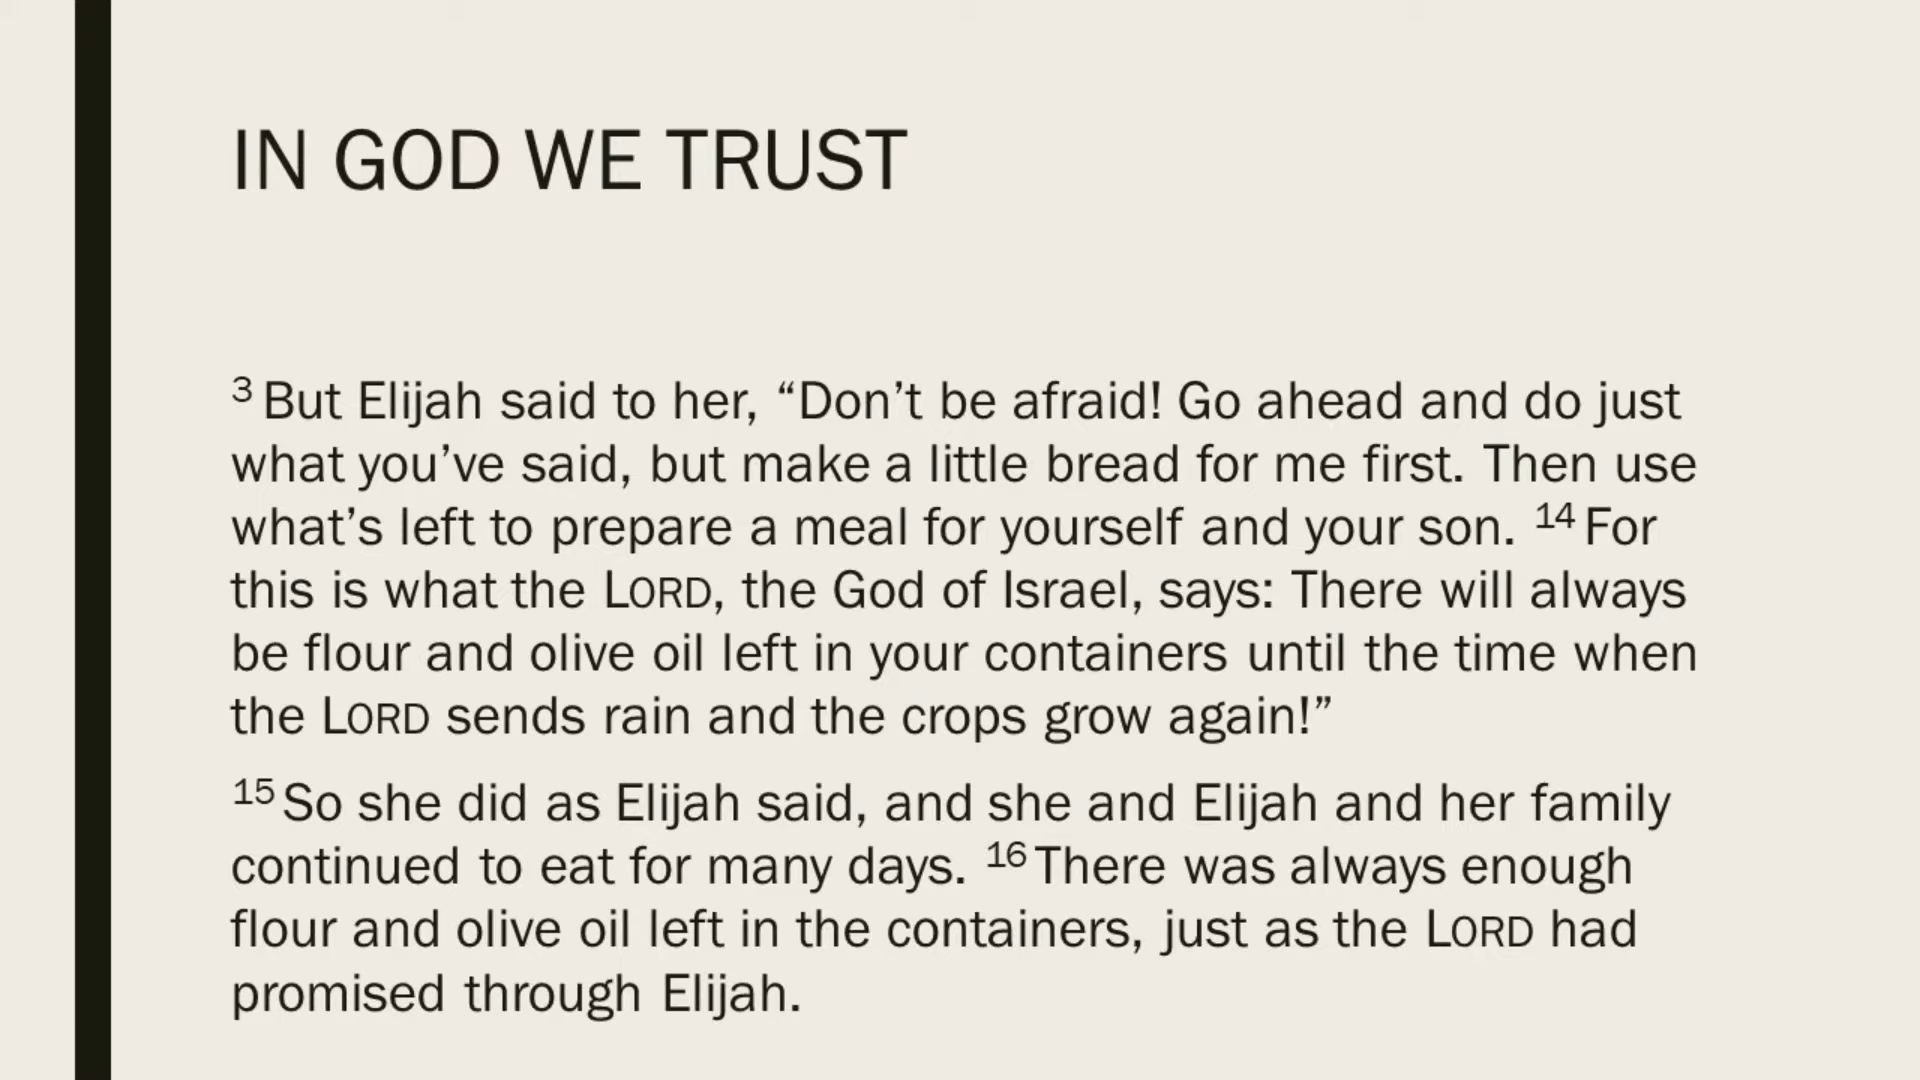 IN GOD WE TRUST
3 But Elijah said to her, “Don’t be afraid! Go ahead and do just
what you’ve said, but make a little bread for me first. Then use
what’s left to prepare a meal for yourself and your son. 14 For
this is what the LORD, the God of Israel, says: There will always
be flour and olive oil left in your containers until the time when
the LORD sends rain and the crops grow again!”
15 So she did as Elijah said, and she and Elijah and her family
continued to eat for many days. 16 There was always enough
flour and olive oil left in the containers, just as the LORD had
promised through Elijah.